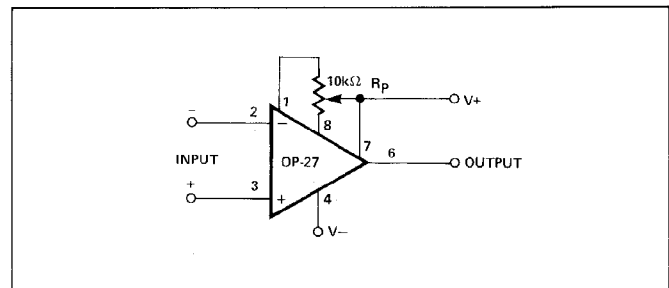 10kΩ RP
V+
1
8
7
2
−
−
INPUT
OP-27
6
OUTPUT
+
3
+
4
V−